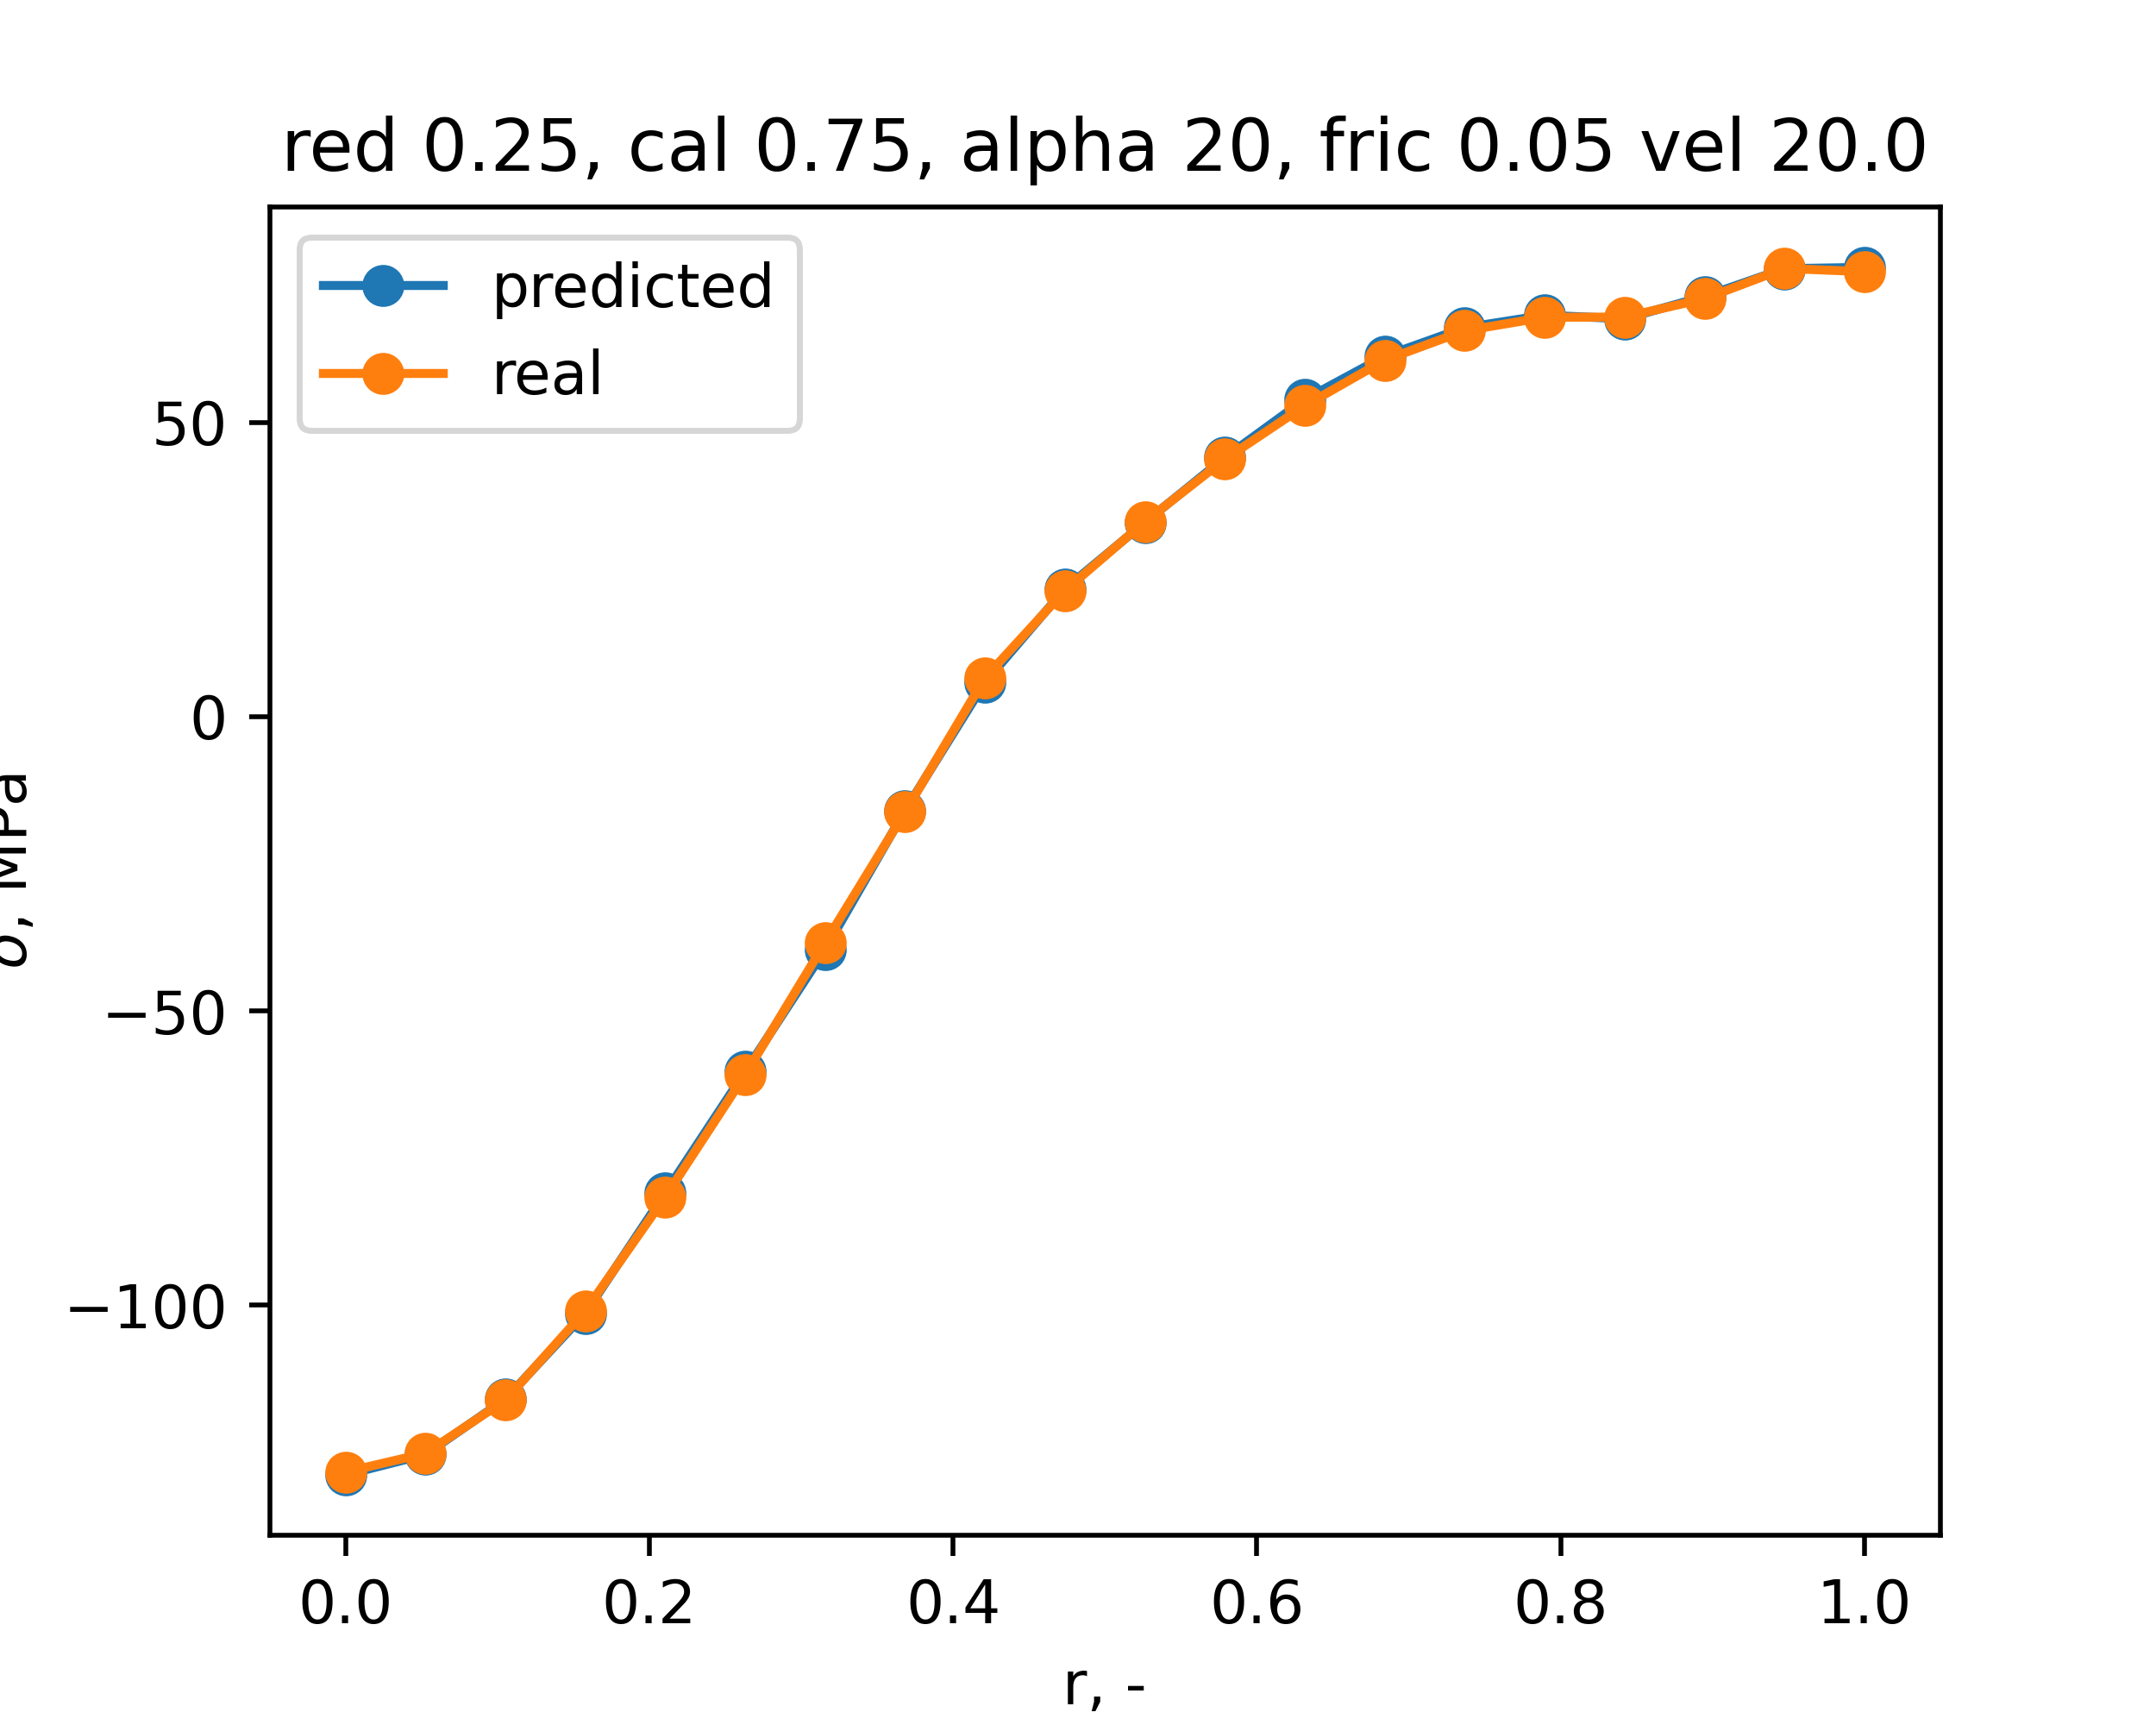 red 0.25, cal 0.75, alpha 20, fric 0.05 vel 20.0
predicted
real
50
0
−50
−100
σ, MPa
0.0 0.2 0.4 0.6 0.8 1.0
r, -